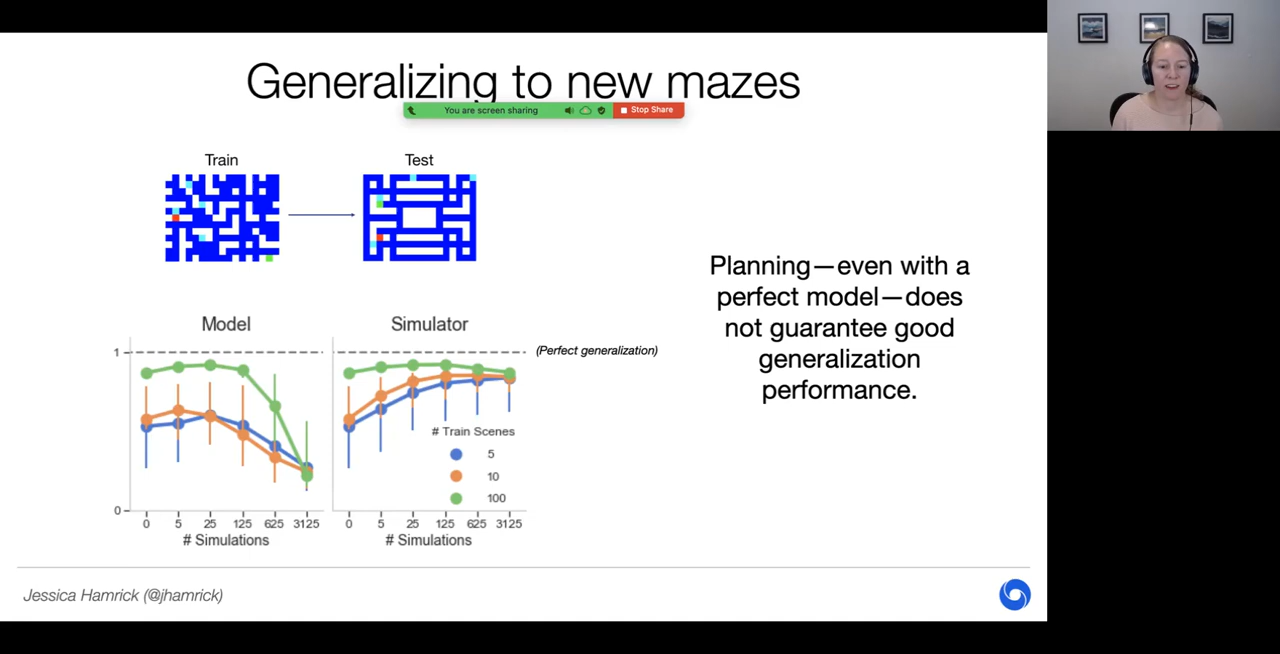 Generalizing to new mazes
You are screen sharing
Stop Share
Train
Test
Planning—even with a
perfect model—does
not guarantee good
generalization
performance.
Model
Simulator
(Perfect generalization)
1
0
# Train Scenes
5
10
100
0 5 25 125 625 3125
0 5 25 125 625 3125
# Simulations
# Simulations
Jessica Hamrick (@jhamrick)